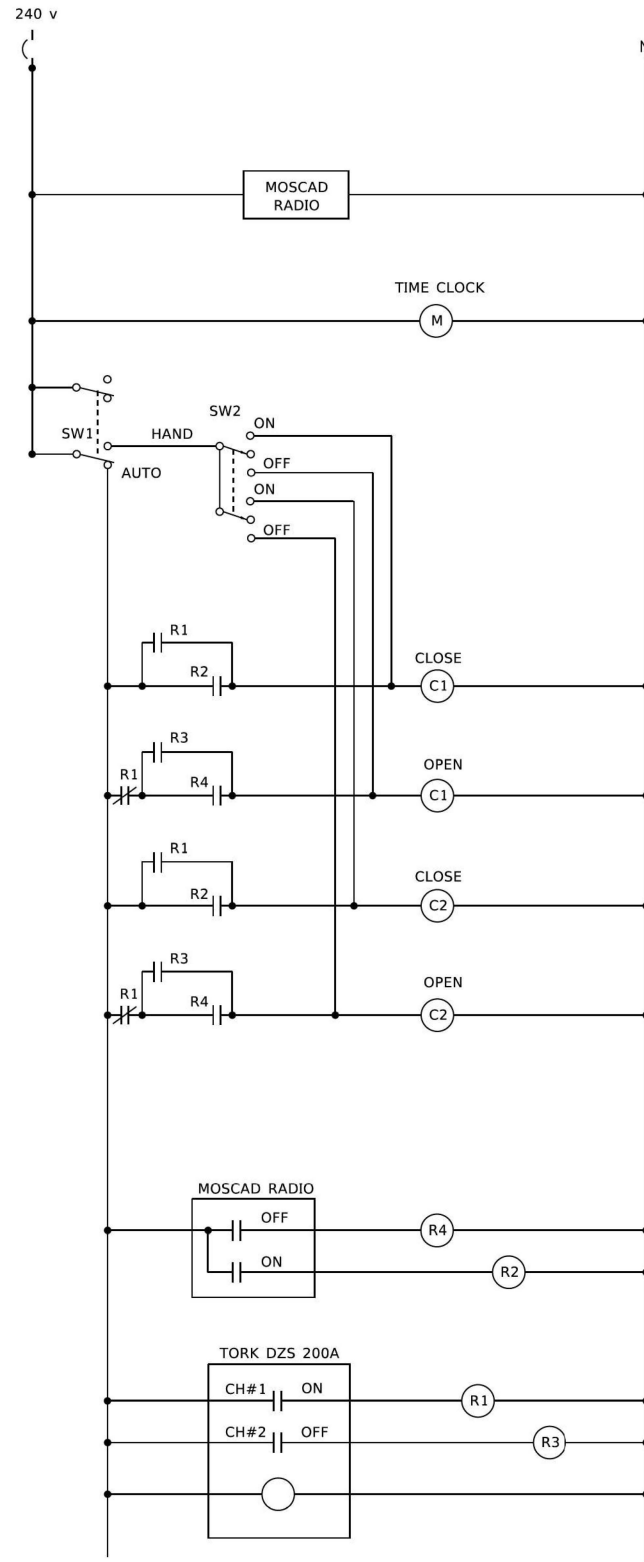 240 v
N
MOSCAD
RADIO
TIME CLOCK
M
SW2
ON
SW1
HAND
OFF
AUTO
ON
OFF
R1
CLOSE
R2
C1
R3
OPEN
R1
R4
C1
R1
CLOSE
R2
C2
R3
OPEN
R1
R4
C2
MOSCAD RADIO
OFF
R4
ON
R2
TORK DZS 200A
CH#1 ON
R1
CH#2 OFF
R3